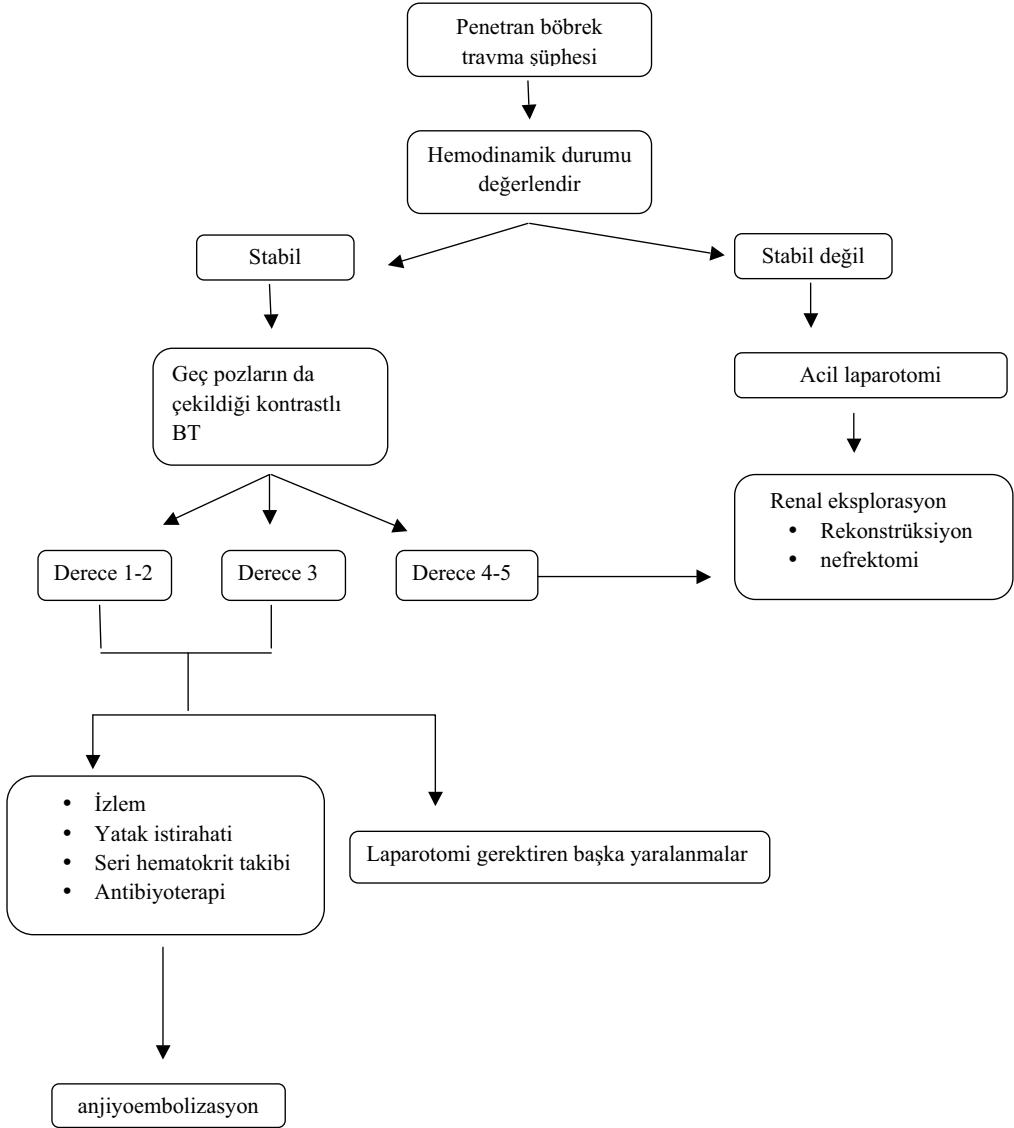 Penetran böbrek
travma şüphesi
Hemodinamik durumu
değerlendir
Stabil
Stabil değil
Geç pozların da
çekildiği kontrastlı
BT
Acil laparotomi
Renal eksplorasyon
• Rekonstrüksiyon
• nefrektomi
Derece 1-2
Derece 3
Derece 4-5
• İzlem
• Yatak istirahati
• Seri hematokrit takibi
• Antibiyoterapi
Laparotomi gerektiren başka yaralanmalar
anjiyoembolizasyon